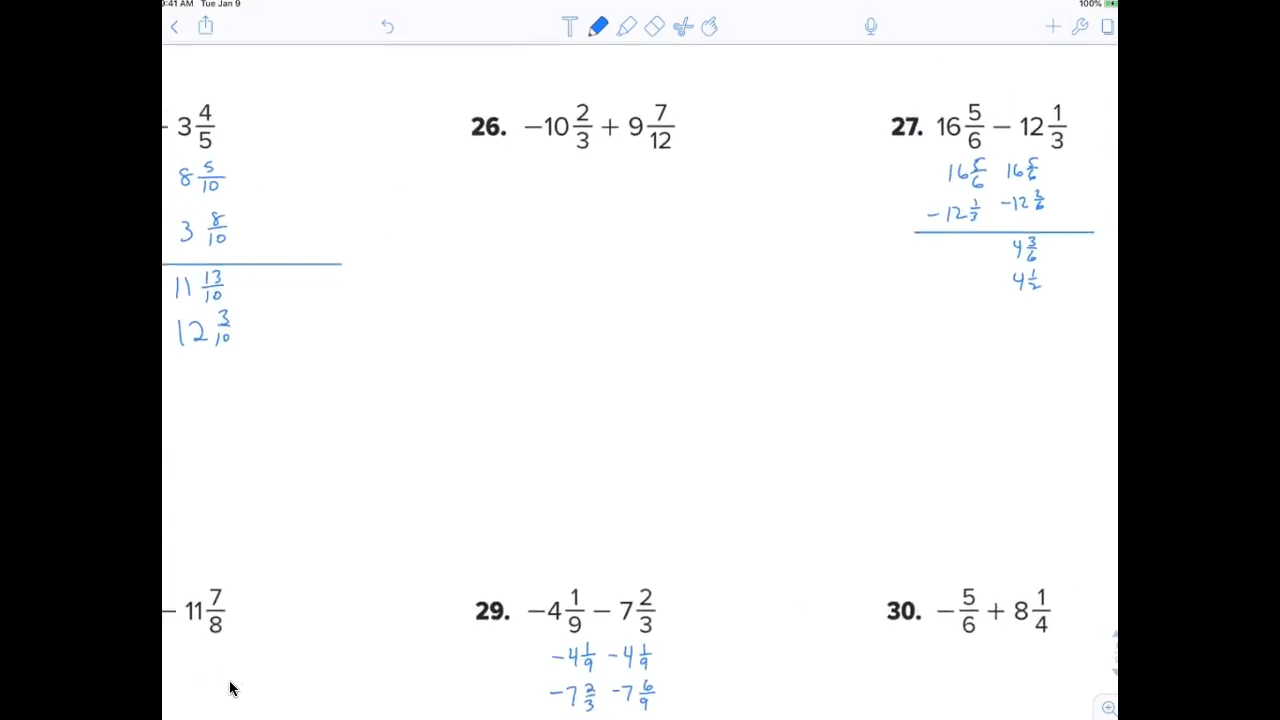 9:41 AM Tue Jan 9
100%
T
- 3 4/5
26. −10 2/3 + 9 7/12
27. 16 5/6 − 12 1/3
8 5/10
16 5/6 16 5/6
3 8/10
-12 1/3 -12 2/6
11 13/10
4 3/6
12 3/10
4 1/2
− 11 7/8
29. −4 1/9 − 7 2/3
30. − 5/6 + 8 1/4
-4 1/9 -4 1/9
-7 2/3 -7 6/9